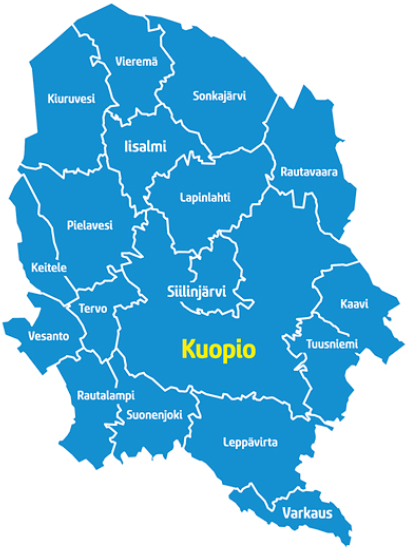 Vieremä
Kiuruvesi
Sonkajärvi
Iisalmi
Rautavaara
Lapinlahti
Pielavesi
Keitele
Siilinjärvi
Kaavi
Tervo
Vesanto
Tuusniemi
Kuopio
Rautalampi
Suonenjoki
Leppävirta
Varkaus